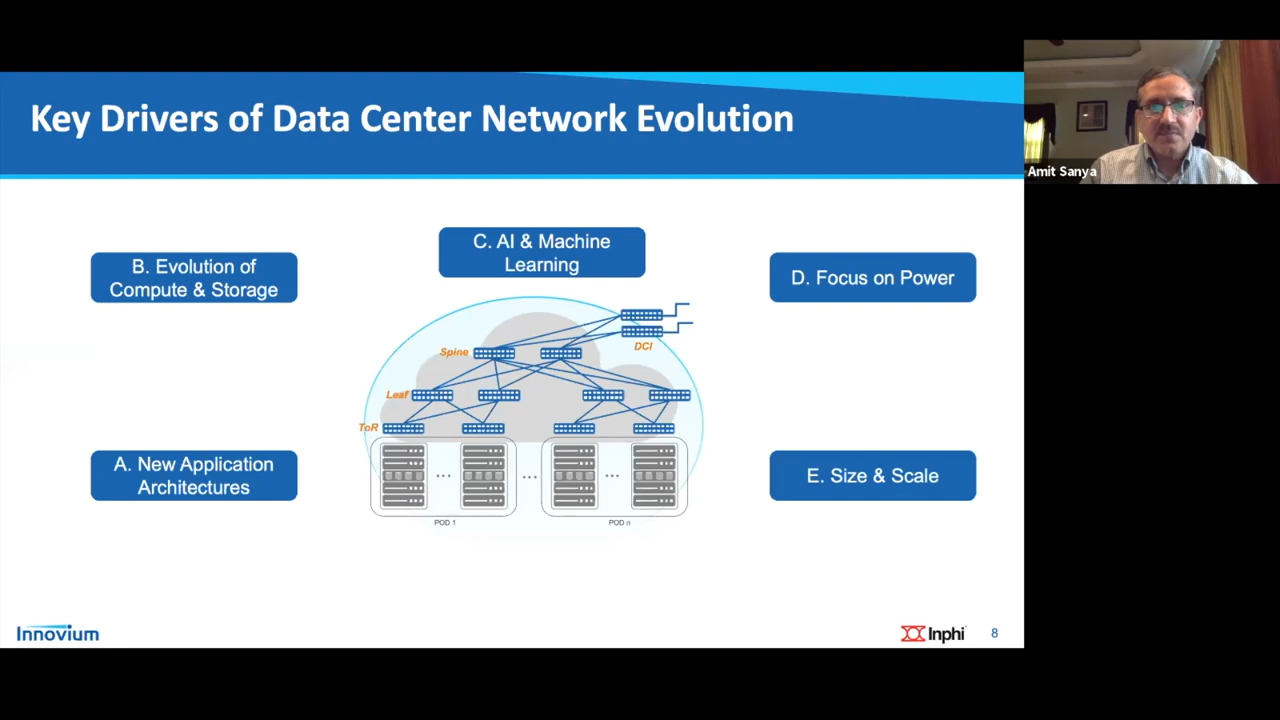 Key Drivers of Data Center Network Evolution
Amit Sanya
C. AI & Machine
Learning
B. Evolution of
Compute & Storage
D. Focus on Power
DCI
Spine
Leaf
ToR
A. New Application
Architectures
E. Size & Scale
POD 1
POD n
Innovium
Inphi
8